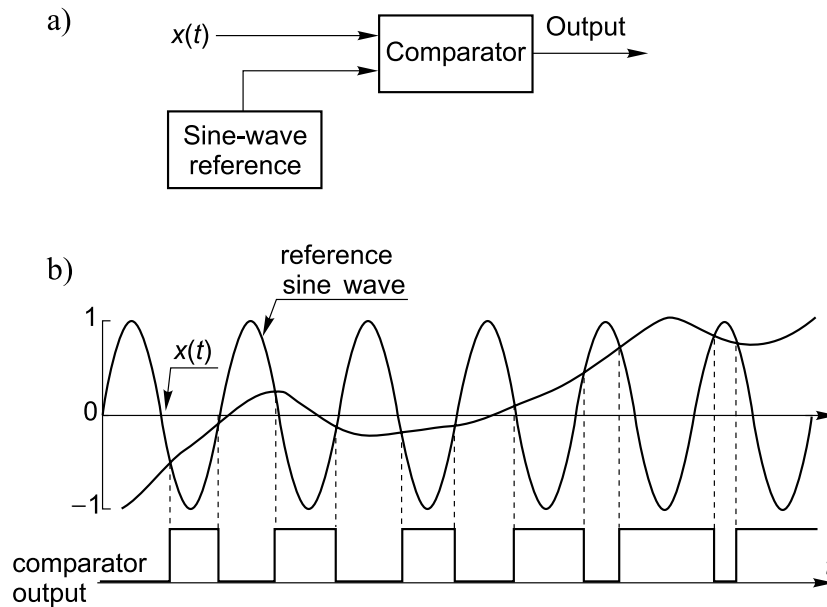 a)
x(t)
Comparator
Output
Sine-wave
reference
b)
reference
sine wave
1
x(t)
0
–1
comparator
output